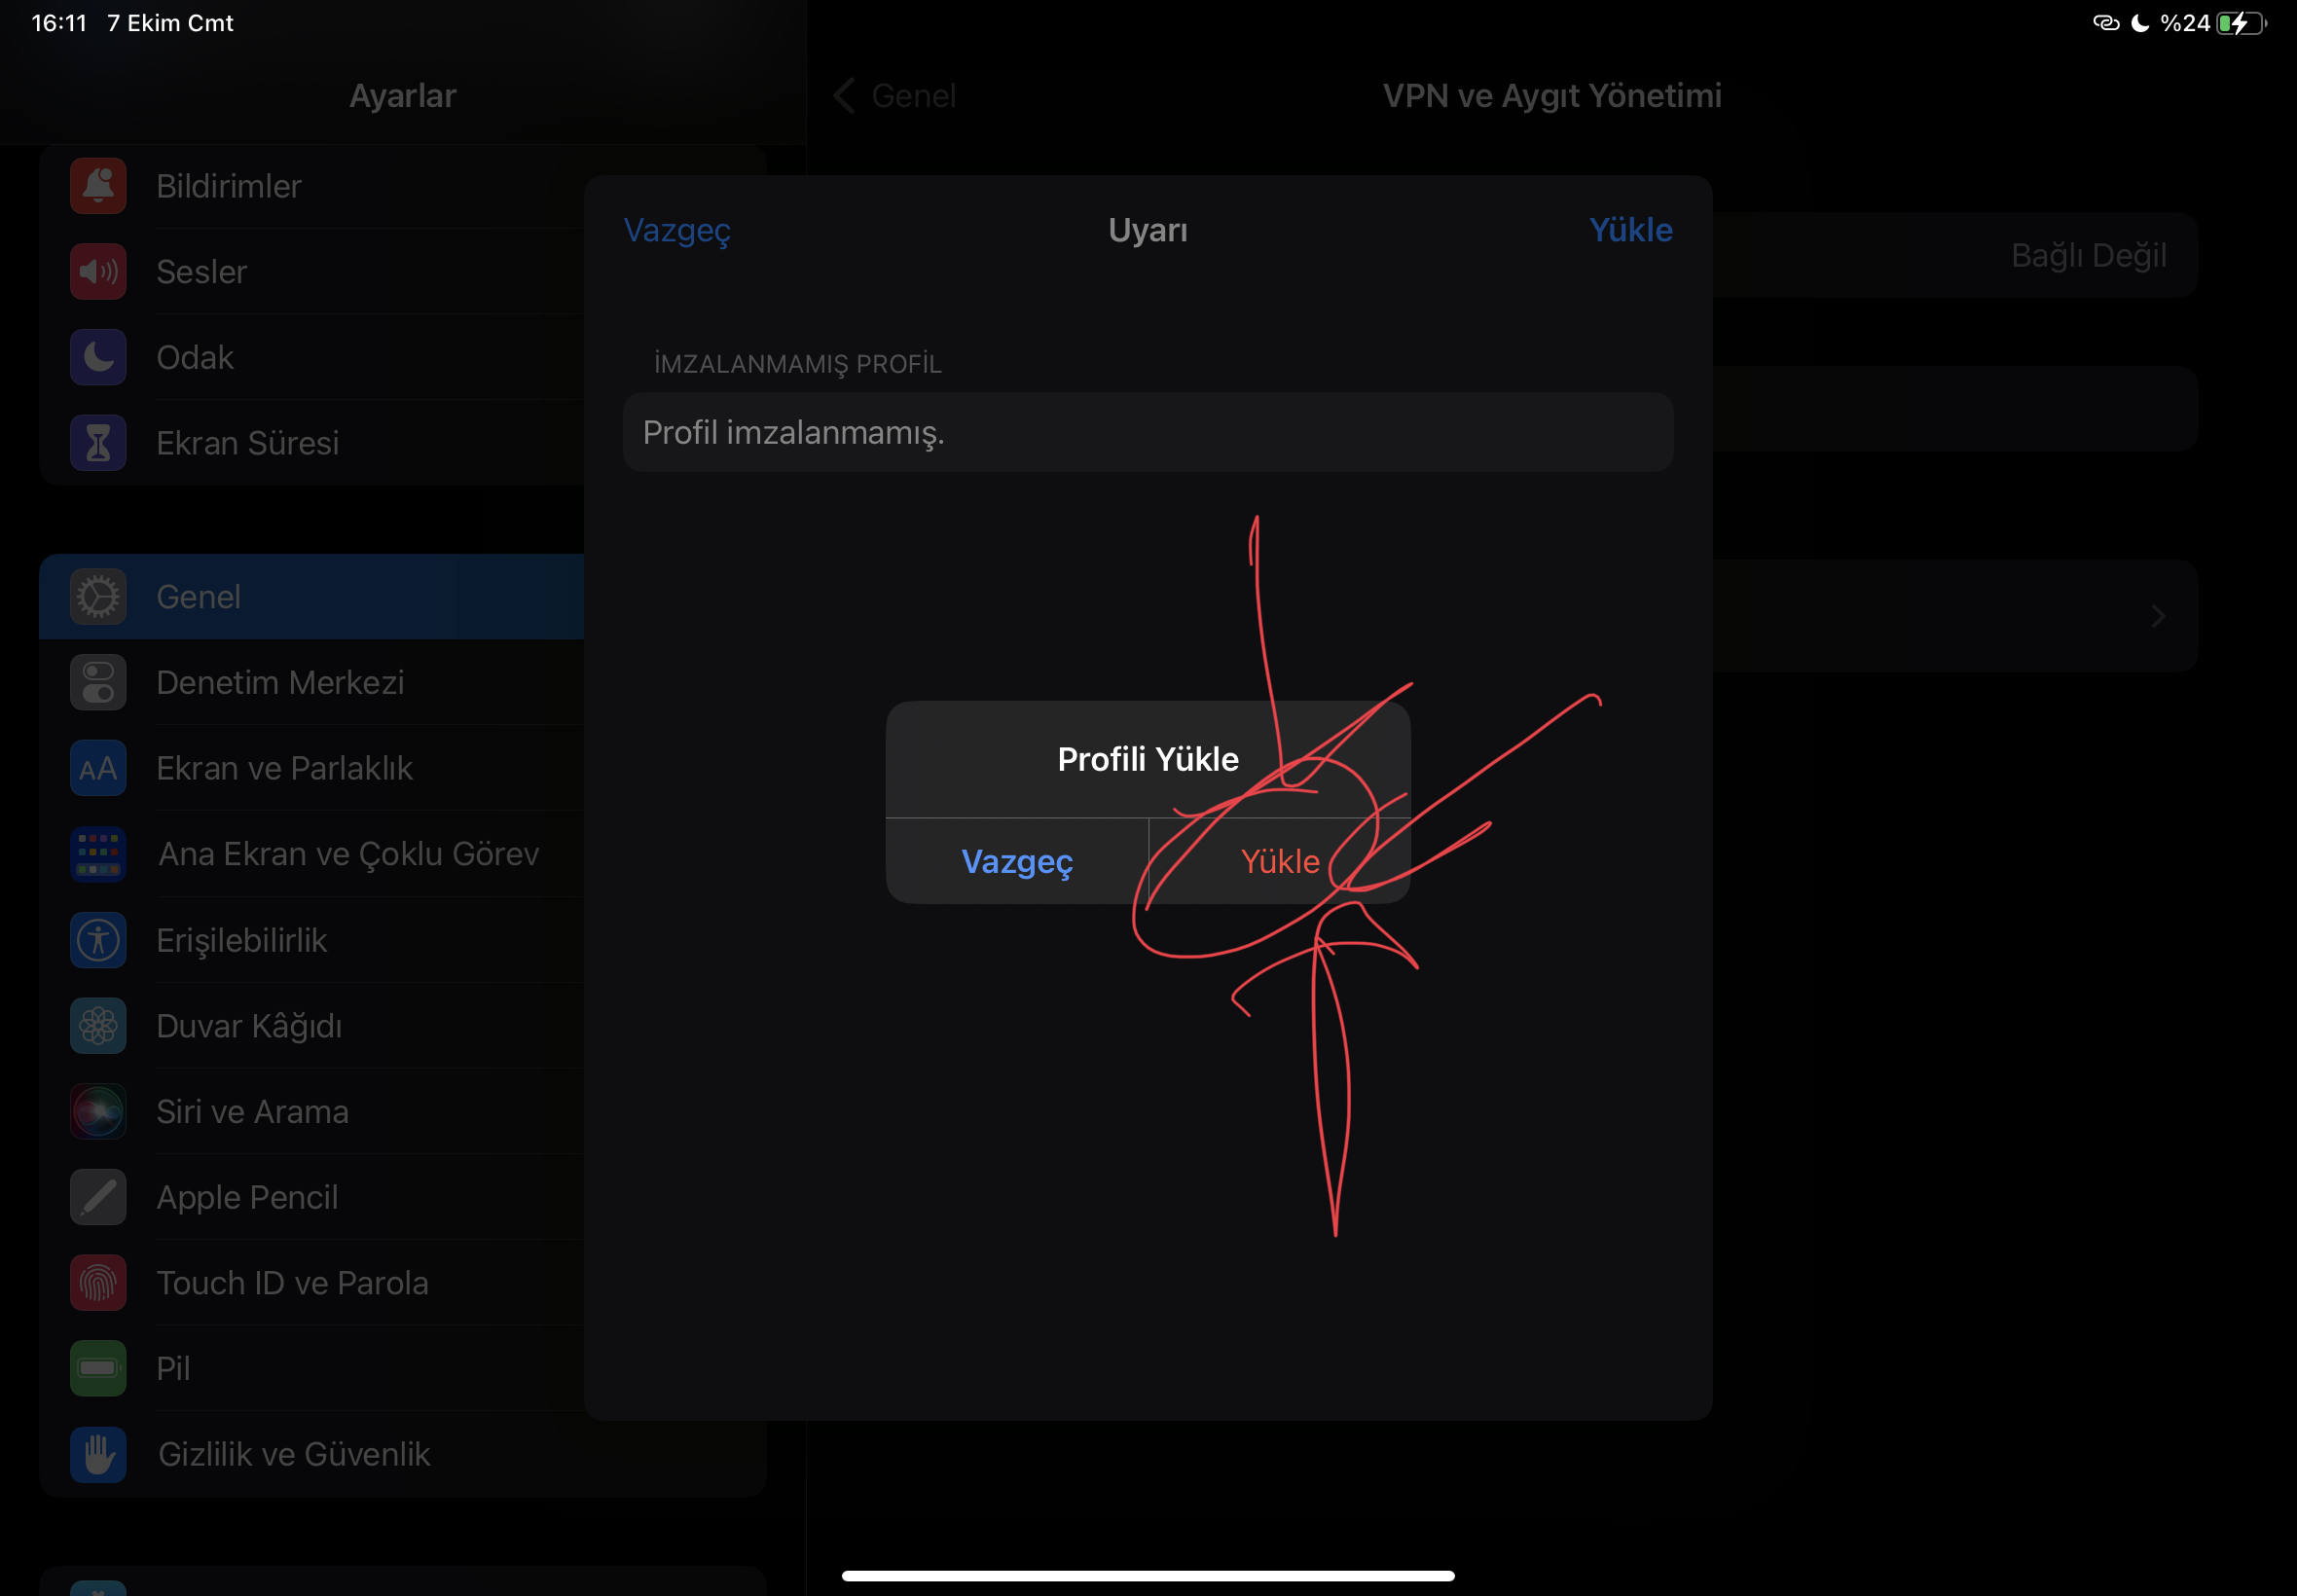 16:11 7 Ekim Cmt
%24
Ayarlar
Bildirimler
Sesler
Odak
Ekran Süresi
Genel
Denetim Merkezi
AA Ekran ve Parlaklık
Ana Ekran ve Çoklu Görev
Erişilebilirlik
Duvar Kâğıdı
Siri ve Arama
Apple Pencil
Touch ID ve Parola
Pil
Gizlilik ve Güvenlik
Genel
VPN ve Aygıt Yönetimi
Bağlı Değil
Vazgeç
Uyarı
Yükle
İMZALANMAMIŞ PROFİL
Profil imzalanmamış.
Profili Yükle
Vazgeç
Yükle